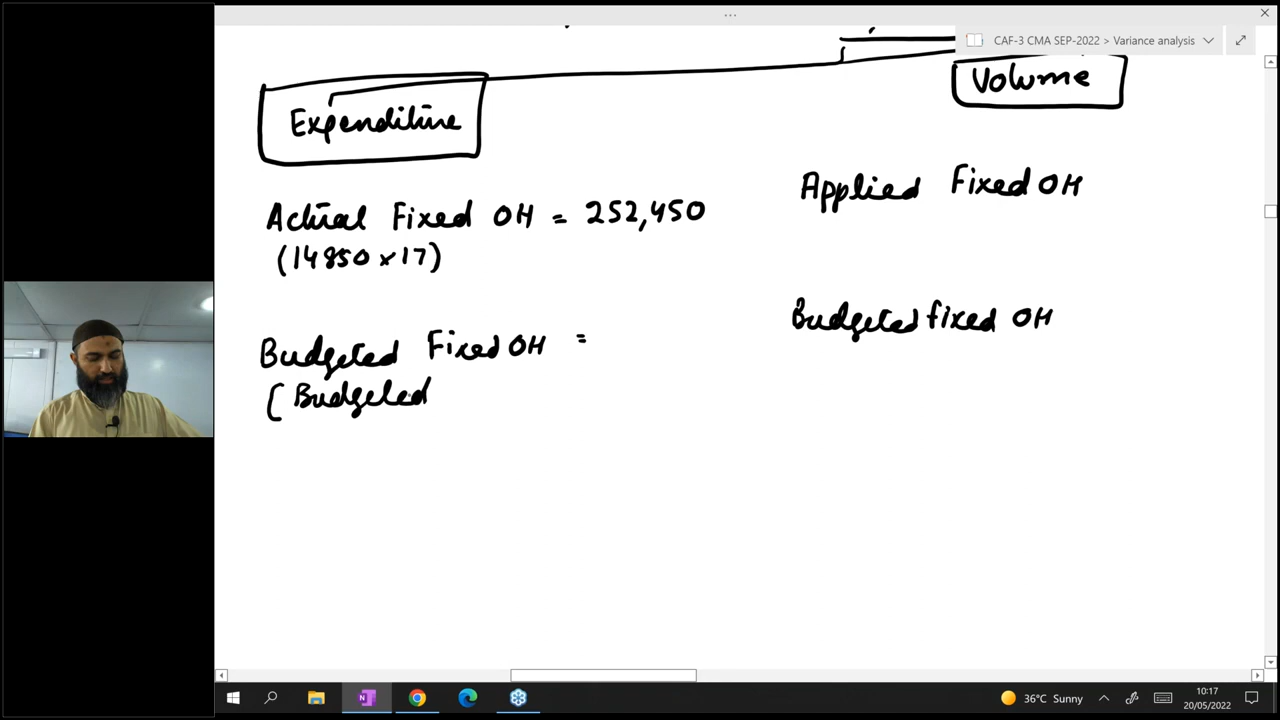 CAF-3 CMA SEP-2022 > Variance analysis
Volume
Expenditure
Applied Fixed OH
Actual Fixed OH = 252,450
(14850 x 17)
Budgeted fixed OH
Budgeted Fixed OH =
(Budgeted
36°C Sunny
10:17
20/05/2022